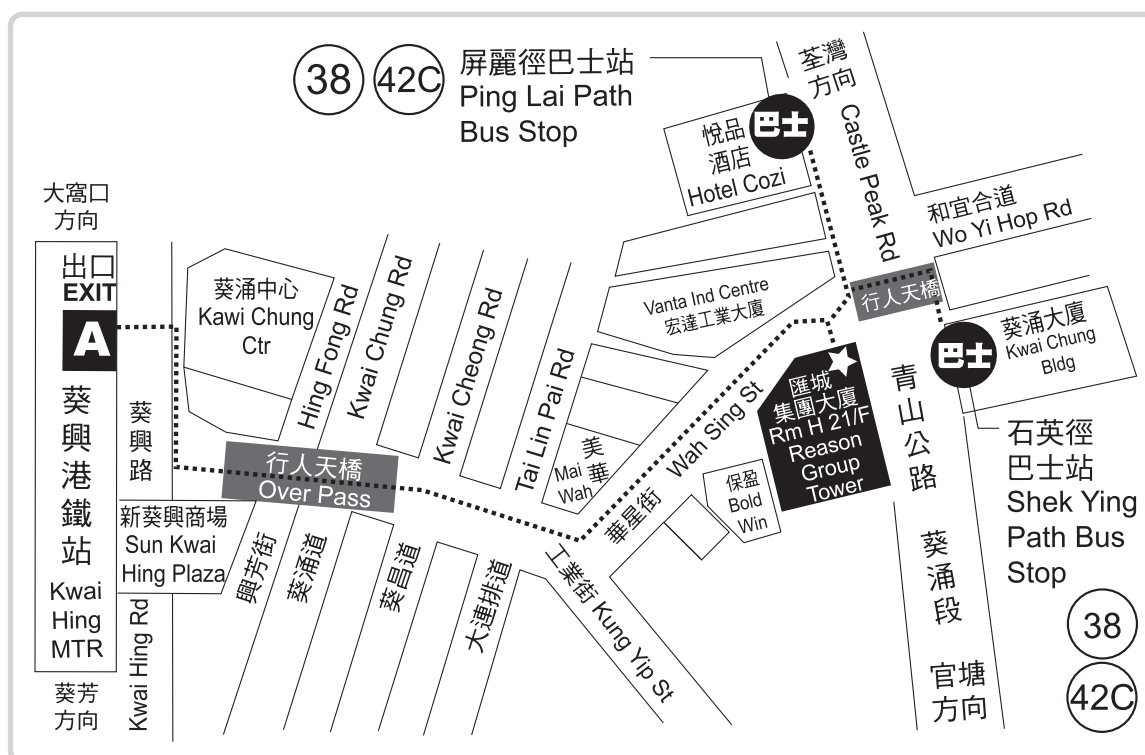 38
42C
屏麗徑巴士站
Ping Lai Path
Bus Stop
荃灣
方向
Castle Peak Rd
巴士
悅品
酒店
Hotel Cozi
和宜合道
Wo Yi Hop Rd
大窩口
方向
出口
EXIT
A
葵興港鐵站
Kwai
Hing
MTR
葵芳
方向
葵興路
Kwai Hing Rd
葵涌中心
Kawi Chung
Ctr
Hing Fong Rd
Kwai Chung Rd
Kwai Cheong Rd
Tai Lin Pai Rd
Vanta Ind Centre
宏達工業大廈
行人天橋
巴士
葵涌大廈
Kwai Chung
Bldg
行人天橋
Over Pass
新葵興商場
Sun Kwai
Hing Plaza
興芳街
葵涌道
葵昌道
大連排道
美華
Mai
Wah
華星街
Wah Sing St
工業街 Kung Yip St
保盈
Bold
Win
匯城
集團大廈
Rm H 21/F
Reason
Group
Tower
青山公路
葵涌段
官塘
方向
石英徑
巴士站
Shek Ying
Path Bus
Stop
38
42C